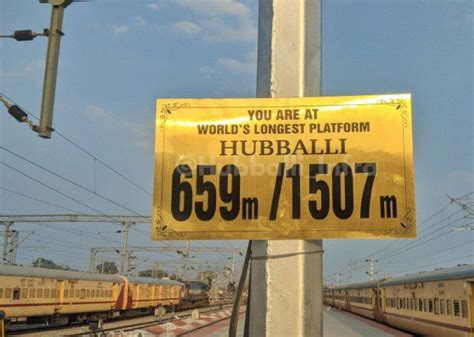 YOU ARE AT
WORLD'S LONGEST PLATFORM
HUBBALLI
659m /1507m